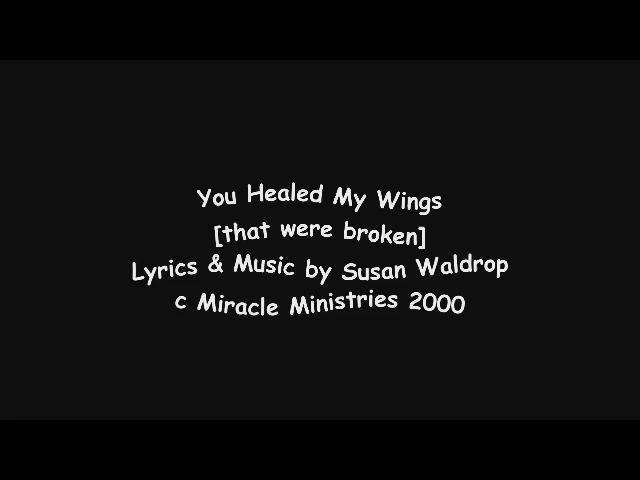 You Healed My Wings
[that were broken]
Lyrics & Music by Susan Waldrop
c Miracle Ministries 2000